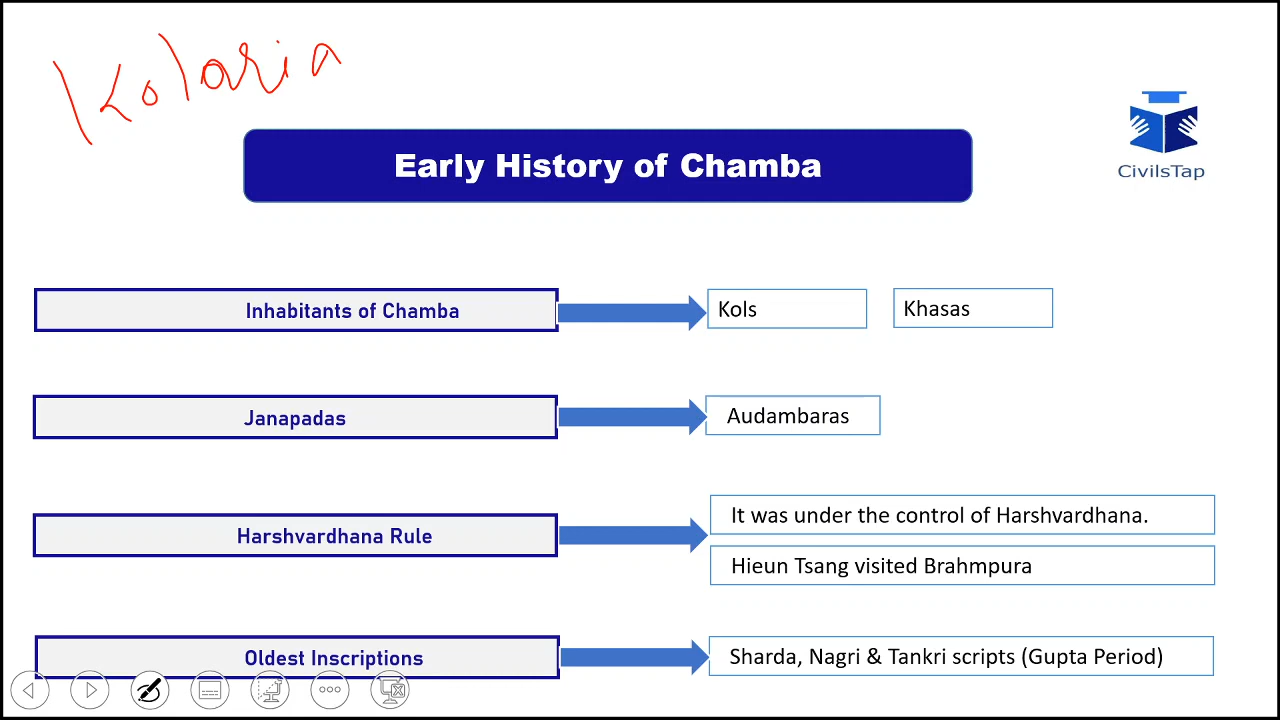 Kolaria
Early History of Chamba
CivilsTap
Inhabitants of Chamba
Kols
Khasas
Janapadas
Audambaras
Harshvardhana Rule
It was under the control of Harshvardhana.
Hieun Tsang visited Brahmpura
Oldest Inscriptions
Sharda, Nagri & Tankri scripts (Gupta Period)